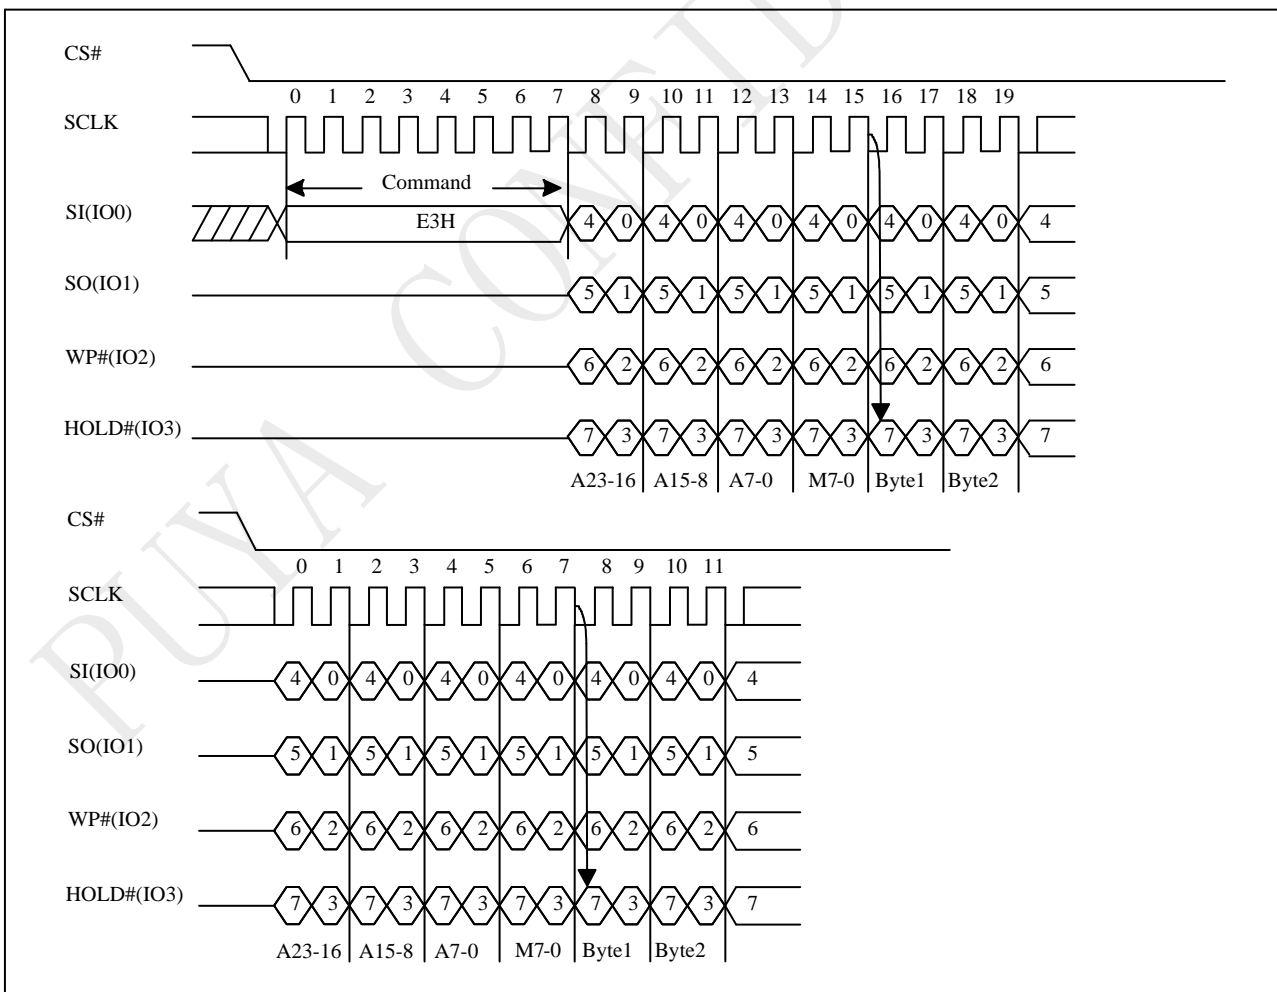 PUYA CONFID
CS#
0 1 2 3 4 5 6 7 8 9 10 11 12 13 14 15 16 17 18 19
SCLK
Command
SI(IO0) E3H 4 0 4 0 4 0 4 0 4 0 4 0 4
SO(IO1) 5 1 5 1 5 1 5 1 5 1 5 1 5
WP#(IO2) 6 2 6 2 6 2 6 2 6 2 6 2 6
HOLD#(IO3) 7 3 7 3 7 3 7 3 7 3 7 3 7
A23-16 A15-8 A7-0 M7-0 Byte1 Byte2
CS#
0 1 2 3 4 5 6 7 8 9 10 11
SCLK
SI(IO0) 4 0 4 0 4 0 4 0 4 0 4 0 4
SO(IO1) 5 1 5 1 5 1 5 1 5 1 5 1 5
WP#(IO2) 6 2 6 2 6 2 6 2 6 2 6 2 6
HOLD#(IO3) 7 3 7 3 7 3 7 3 7 3 7 3 7
A23-16 A15-8 A7-0 M7-0 Byte1 Byte2